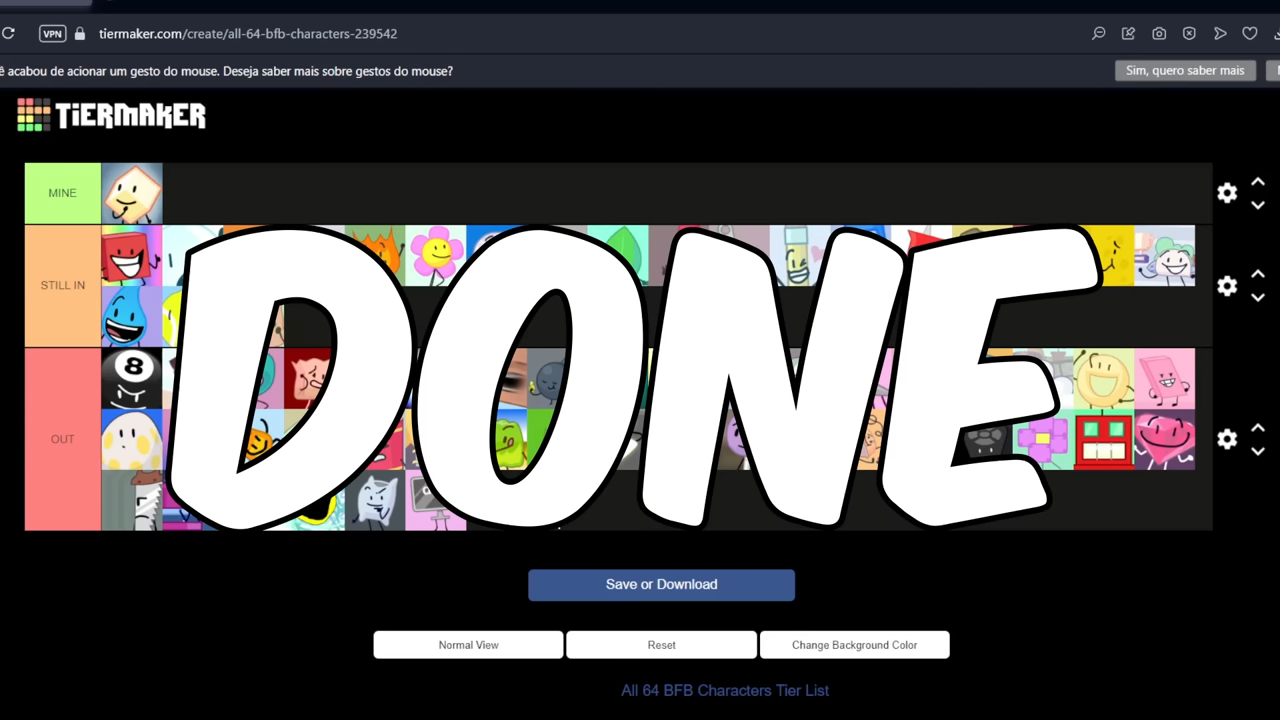 VPN
tiermaker.com/create/all-64-bfb-characters-239542
ê acabou de acionar um gesto do mouse. Deseja saber mais sobre gestos do mouse?
Sim, quero saber mais
TiERMAKER
MINE
STILL IN
DONE
8
OUT
Save or Download
Normal View
Reset
Change Background Color
All 64 BFB Characters Tier List